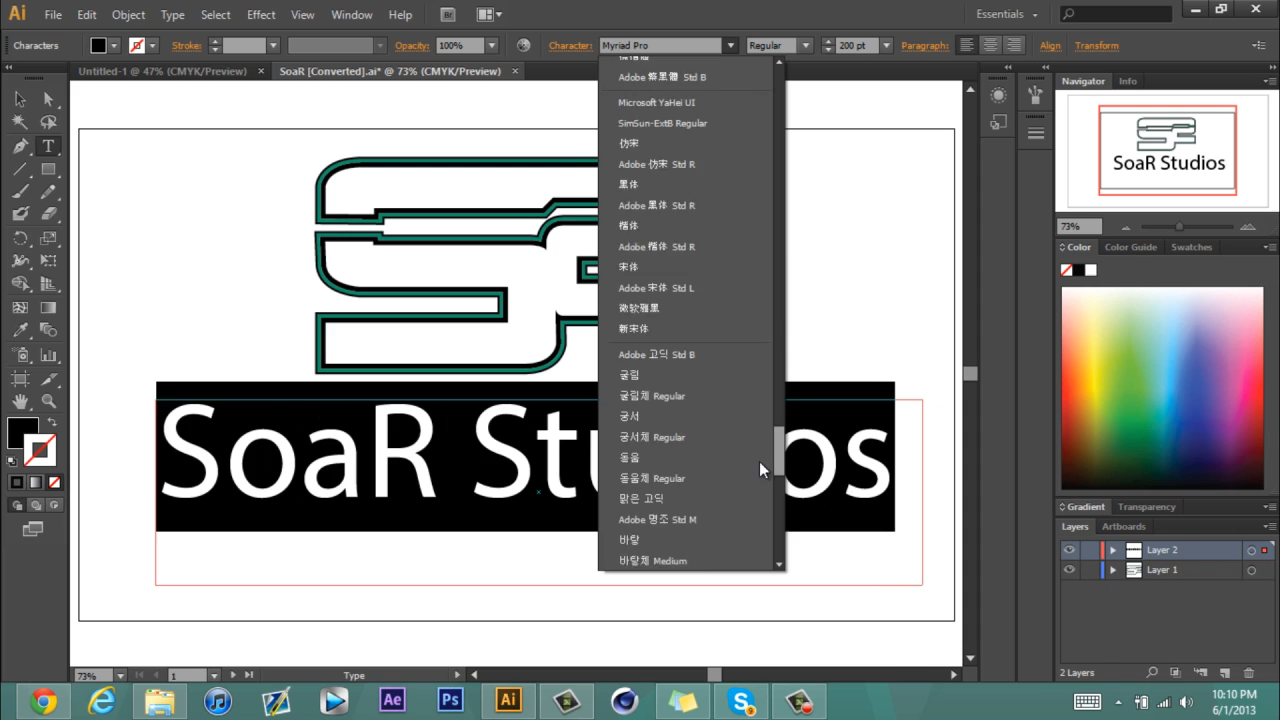 Ai File Edit Object Type Select Effect View Window Help Br Essentials
Characters Stroke: Opacity: 100% Character: Myriad Pro Regular 200 pt Paragraph: Align Transform
Untitled-1 @ 47% (CMYK/Preview) × SoaR [Converted].ai* @ 73% (CMYK/Preview) ×
Adobe 繁黑體 Std B
Microsoft YaHei UI
SimSun-ExtB Regular
仿宋
Adobe 仿宋 Std R
黑体
Adobe 黑体 Std R
楷体
Adobe 楷体 Std R
宋体
Adobe 宋体 Std L
微软雅黑
新宋体
Adobe 고딕 Std B
굴림
굴림체 Regular
궁서
궁서체 Regular
돋움
돋움체 Regular
맑은 고딕
Adobe 명조 Std M
바탕
바탕체 Medium
SoaR Stu
os
Navigator Info
SoaR Studios
73%
Color Color Guide Swatches
Gradient Transparency
Layers Artboards
Layer 2
Layer 1
2 Layers
73% 1 Type
Ae Ps Ai
10:10 PM
6/1/2013